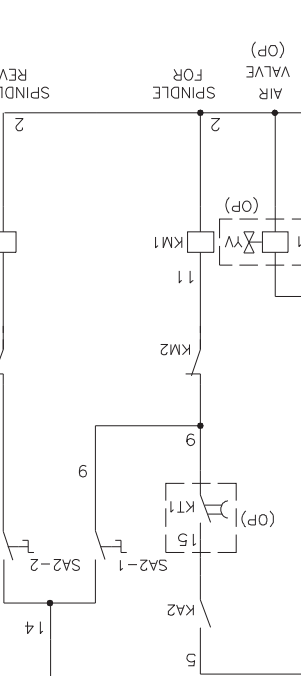 5
KA2
14
15
SA2-1
SA2-2
(OP)
KT1
6
6
KM2
11
YV
KM1
(OP)
2
2
AIR
VALVE
(OP)
SPINDLE
FOR
SPINDL
REV